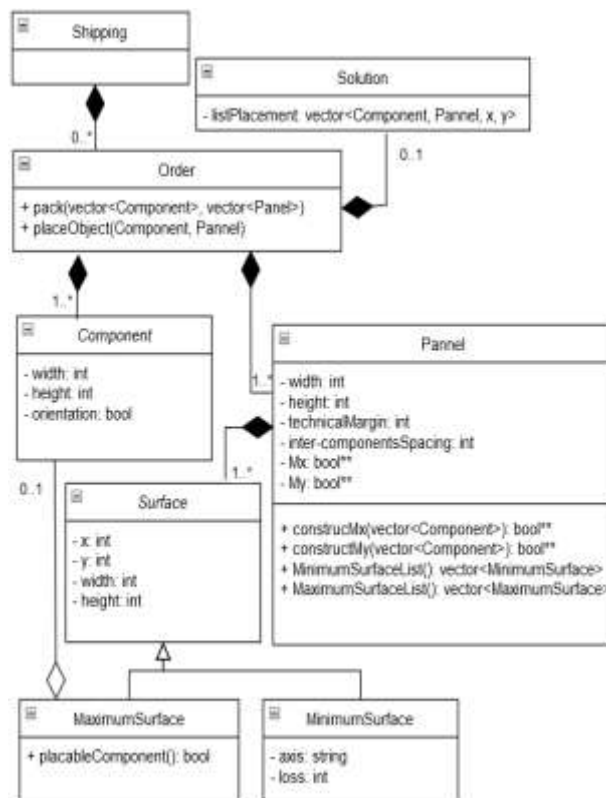 Shipping
Solution
- listPlacement: vector<Component, Pannel, x, y>
0..*
0..1
Order
+ pack(vector<Component>, vector<Panel>)
+ placeObject(Component, Pannel)
1..*
Component
- width: int
- height: int
- orientation: bool
1..*
Pannel
- width: int
- height: int
- technicalMargin: int
- inter-componentsSpacing: int
- Mx: bool**
- My: bool**
+ construcMx(vector<Component>): bool**
+ constructMy(vector<Component>): bool**
+ MinimumSurfaceList(): vector<MinimumSurface>
+ MaximumSurfaceList(): vector<MaximumSurface>
0..1
1..*
Surface
- x: int
- y: int
- width: int
- height: int
MaximumSurface
+ placableComponent(): bool
MinimumSurface
- axis: string
- loss: int